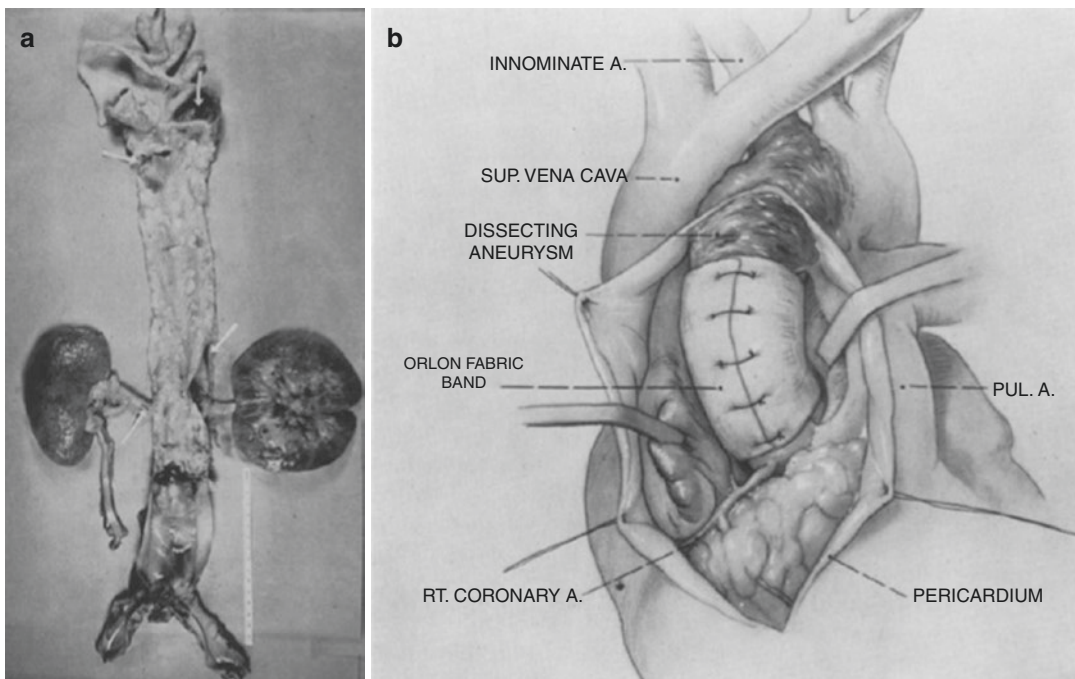 a
b
INNOMINATE A.
SUP. VENA CAVA
DISSECTING
ANEURYSM
ORLON FABRIC
BAND
PUL. A.
RT. CORONARY A.
PERICARDIUM